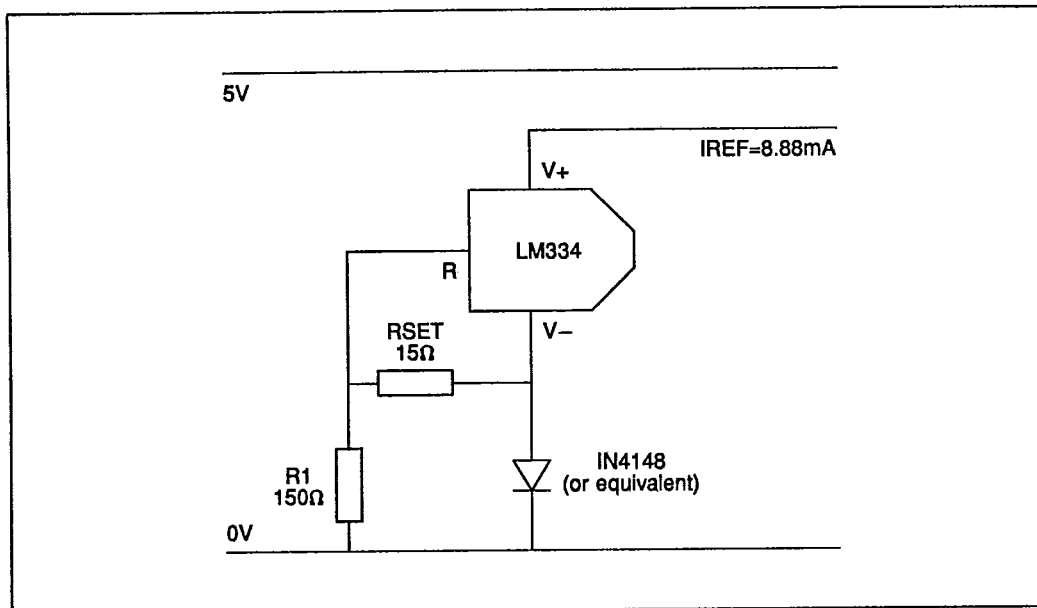 5V
IREF=8.88mA
V+
LM334
R
V−
RSET
15Ω
R1
150Ω
IN4148
(or equivalent)
0V